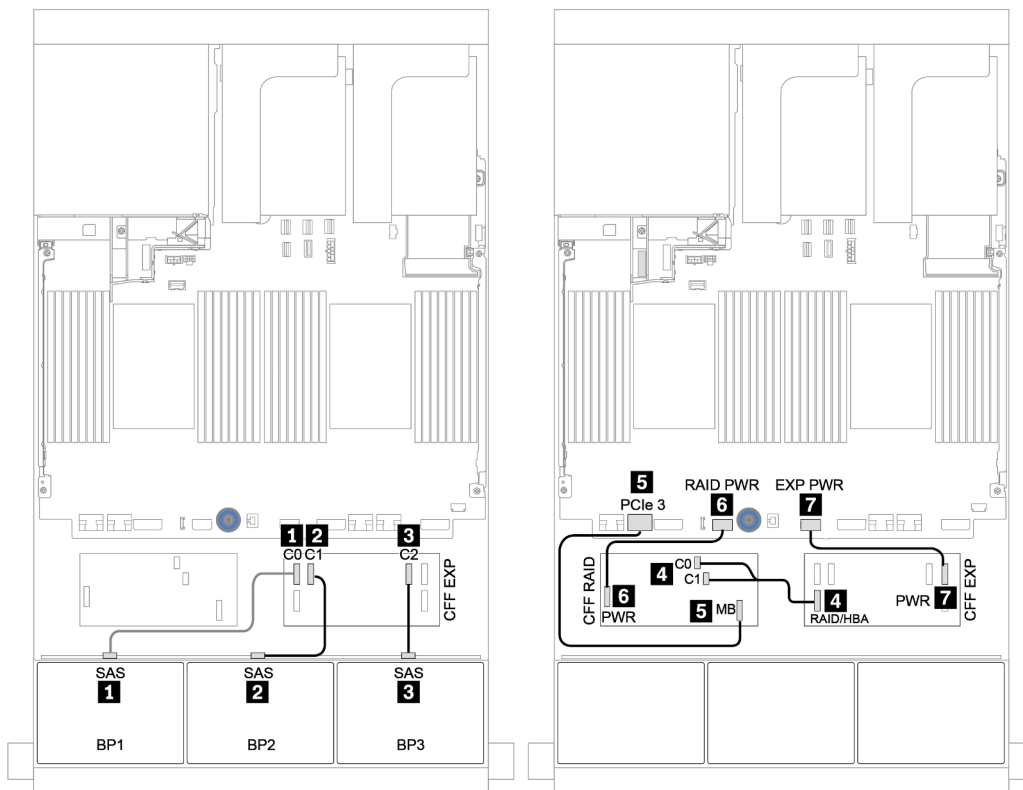 1 2 3
C0 C1 C2
CFF EXP
SAS SAS SAS
1 2 3
BP1 BP2 BP3
5 RAID PWR EXP PWR
PCIe 3 6 7
CFF RAID
4 C0
C1
6
PWR
5 MB
4
RAID/HBA
PWR 7
CFF EXP